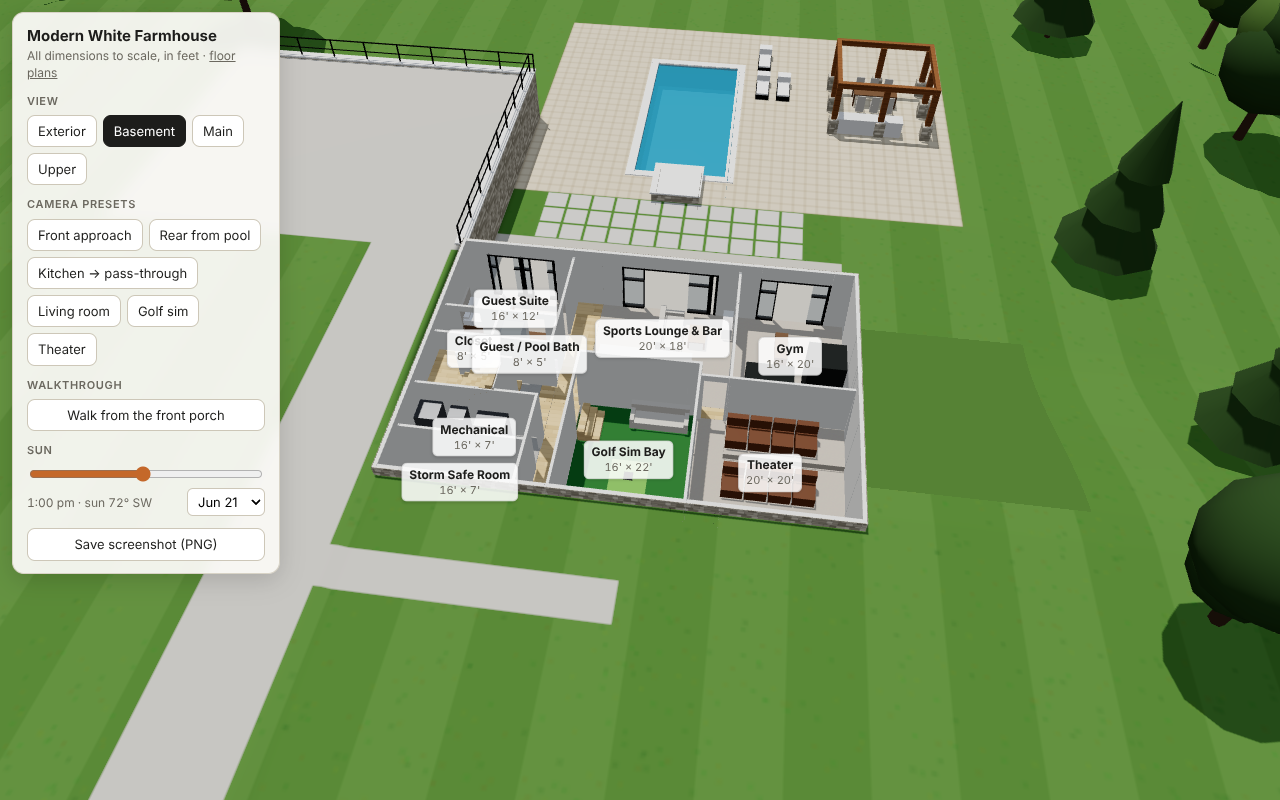 Modern White Farmhouse
All dimensions to scale, in feet · floor
plans
VIEW
Exterior
Basement
Main
Upper
CAMERA PRESETS
Front approach
Rear from pool
Kitchen → pass-through
Living room
Golf sim
Theater
WALKTHROUGH
Walk from the front porch
SUN
1:00 pm · sun 72° SW
Jun 21
Save screenshot (PNG)
Guest Suite
16' × 12'
Sports Lounge & Bar
20' × 18'
Guest / Pool Bath
8' × 5'
Gym
16' × 20'
Mechanical
16' × 7'
Golf Sim Bay
16' × 22'
Theater
20' × 20'
Storm Safe Room
16' × 7'